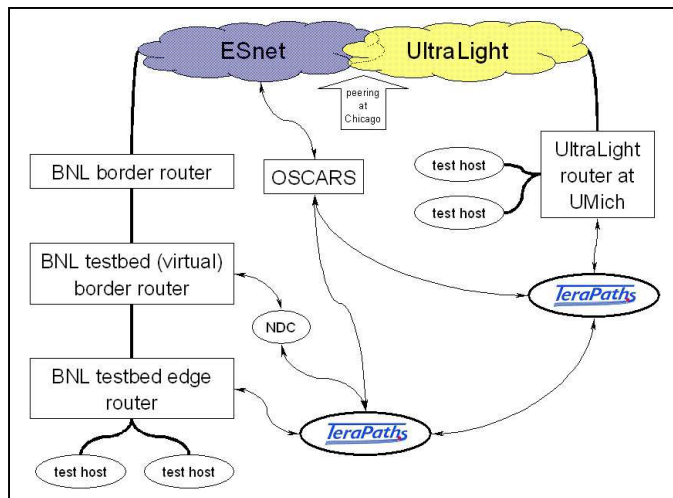 ESnet
UltraLight
peering
at
Chicago
BNL border router
OSCARS
test host
test host
UltraLight
router at
UMich
BNL testbed (virtual)
border router
NDC
TeraPaths
BNL testbed edge
router
TeraPaths
test host
test host